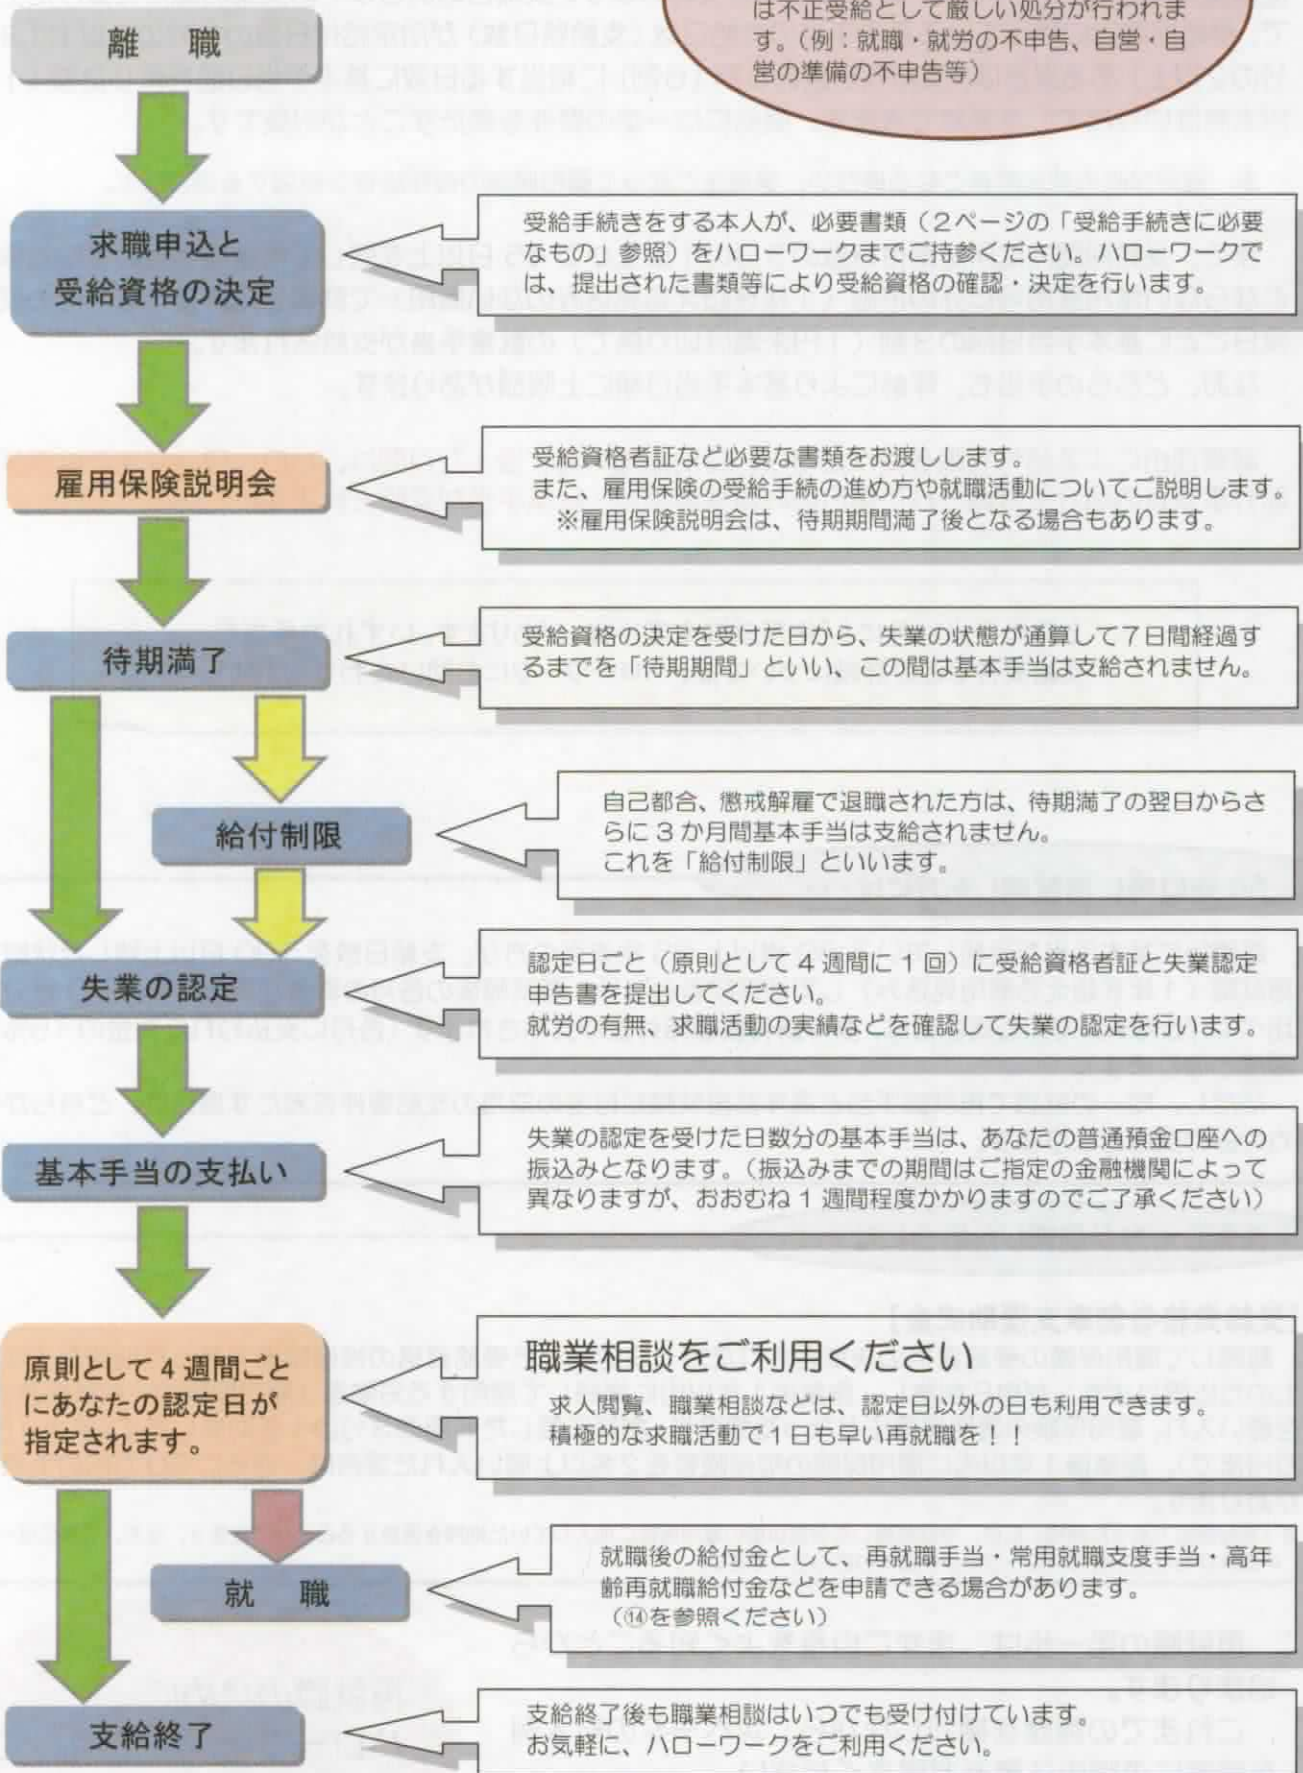 は不正受給として厳しい処分が行われま
す。(例：就職・就労の不申告、自営・自
営の準備の不申告等)
離　職
求職申込と
受給資格の決定
受給手続きをする本人が、必要書類（2ページの「受給手続きに必要
なもの」参照）をハローワークまでご持参ください。ハローワークで
は、提出された書類等により受給資格の確認・決定を行います。
雇用保険説明会
受給資格者証など必要な書類をお渡しします。
また、雇用保険の受給手続の進め方や就職活動についてご説明します。
※雇用保険説明会は、待期期間満了後となる場合もあります。
待期満了
受給資格の決定を受けた日から、失業の状態が通算して7日間経過す
るまでを「待期期間」といい、この間は基本手当は支給されません。
給付制限
自己都合、懲戒解雇で退職された方は、待期満了の翌日からさ
らに3か月間基本手当は支給されません。
これを「給付制限」といいます。
失業の認定
認定日ごと（原則として4週間に1回）に受給資格者証と失業認定
申告書を提出してください。
就労の有無、求職活動の実績などを確認して失業の認定を行います。
基本手当の支払い
失業の認定を受けた日数分の基本手当は、あなたの普通預金口座への
振込みとなります。（振込みまでの期間はご指定の金融機関によって
異なりますが、おおむね1週間程度かかりますのでご了承ください）
原則として4週間ごと
にあなたの認定日が
指定されます。
職業相談をご利用ください
求人閲覧、職業相談などは、認定日以外の日も利用できます。
積極的な求職活動で1日も早い再就職を！！
就　職
就職後の給付金として、再就職手当・常用就職支度手当・高年
齢再就職給付金などを申請できる場合があります。
（⑭を参照ください）
支給終了
支給終了後も職業相談はいつでも受け付けています。
お気軽に、ハローワークをご利用ください。